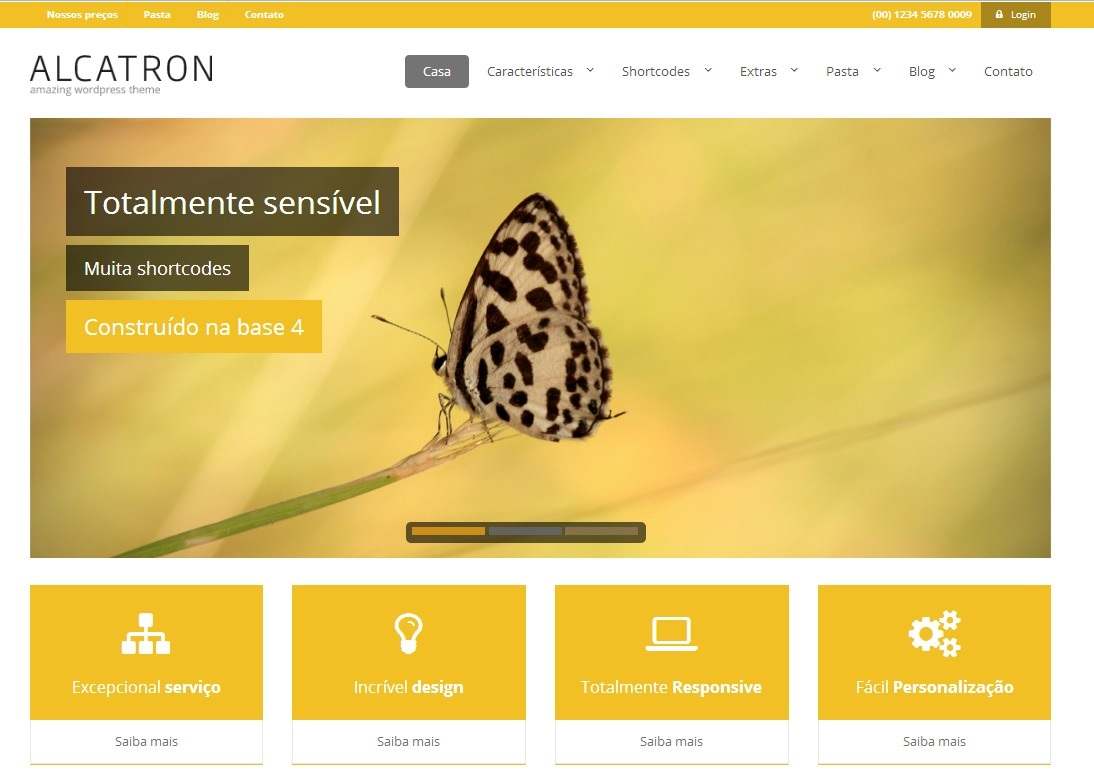 Nossos preços
Pasta
Blog
Contato
(00) 1234 5678 0009
Login
ALCATRON
amazing wordpress theme
Casa
Características
Shortcodes
Extras
Pasta
Blog
Contato
Totalmente sensível
Muita shortcodes
Construído na base 4
Excepcional serviço
Incrível design
Totalmente Responsive
Fácil Personalização
Saiba mais
Saiba mais
Saiba mais
Saiba mais